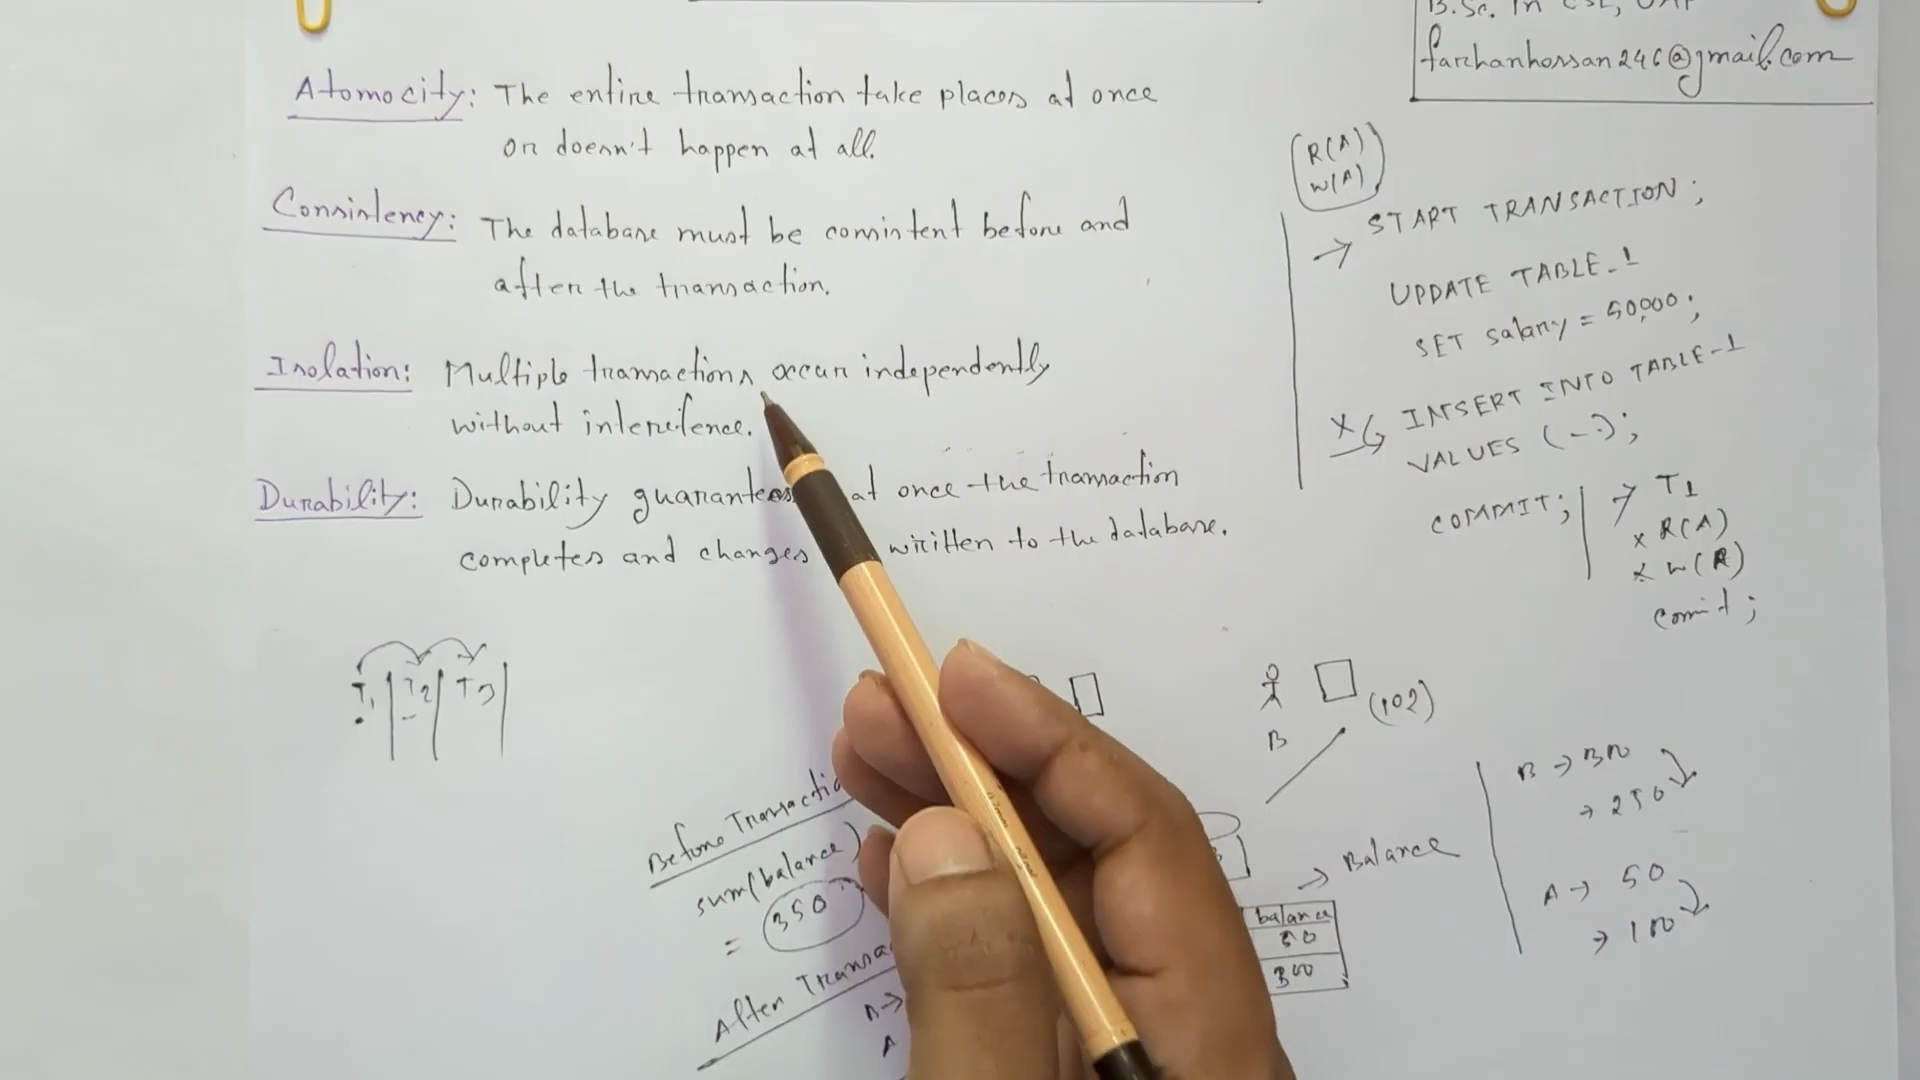 B.Sc. in CSE, UAP
farhanhossan246@gmail.com
Atomocity: The entire transaction take places at once
or doesn't happen at all.
Consistency: The database must be consistent before and
after the transaction.
Isolation: Multiple transactions occur independently
without interefence.
Durability: Durability guarantees at once the transaction
completes and changes written to the database.
R(A)
W(A)
START TRANSACTION;
UPDATE TABLE-1
SET salary = 50,000;
INSERT INTO TABLE-1
VALUES (-.);
COMMIT;
T1
x R(A)
x W(A)
commit;
T1 | T2 | T3 |
B
(102)
Before Transactio
sum(balance)
= 350
After Transa
A
→ Balance
balance
50
300
B → 300
→ 250
A → 50
→ 100